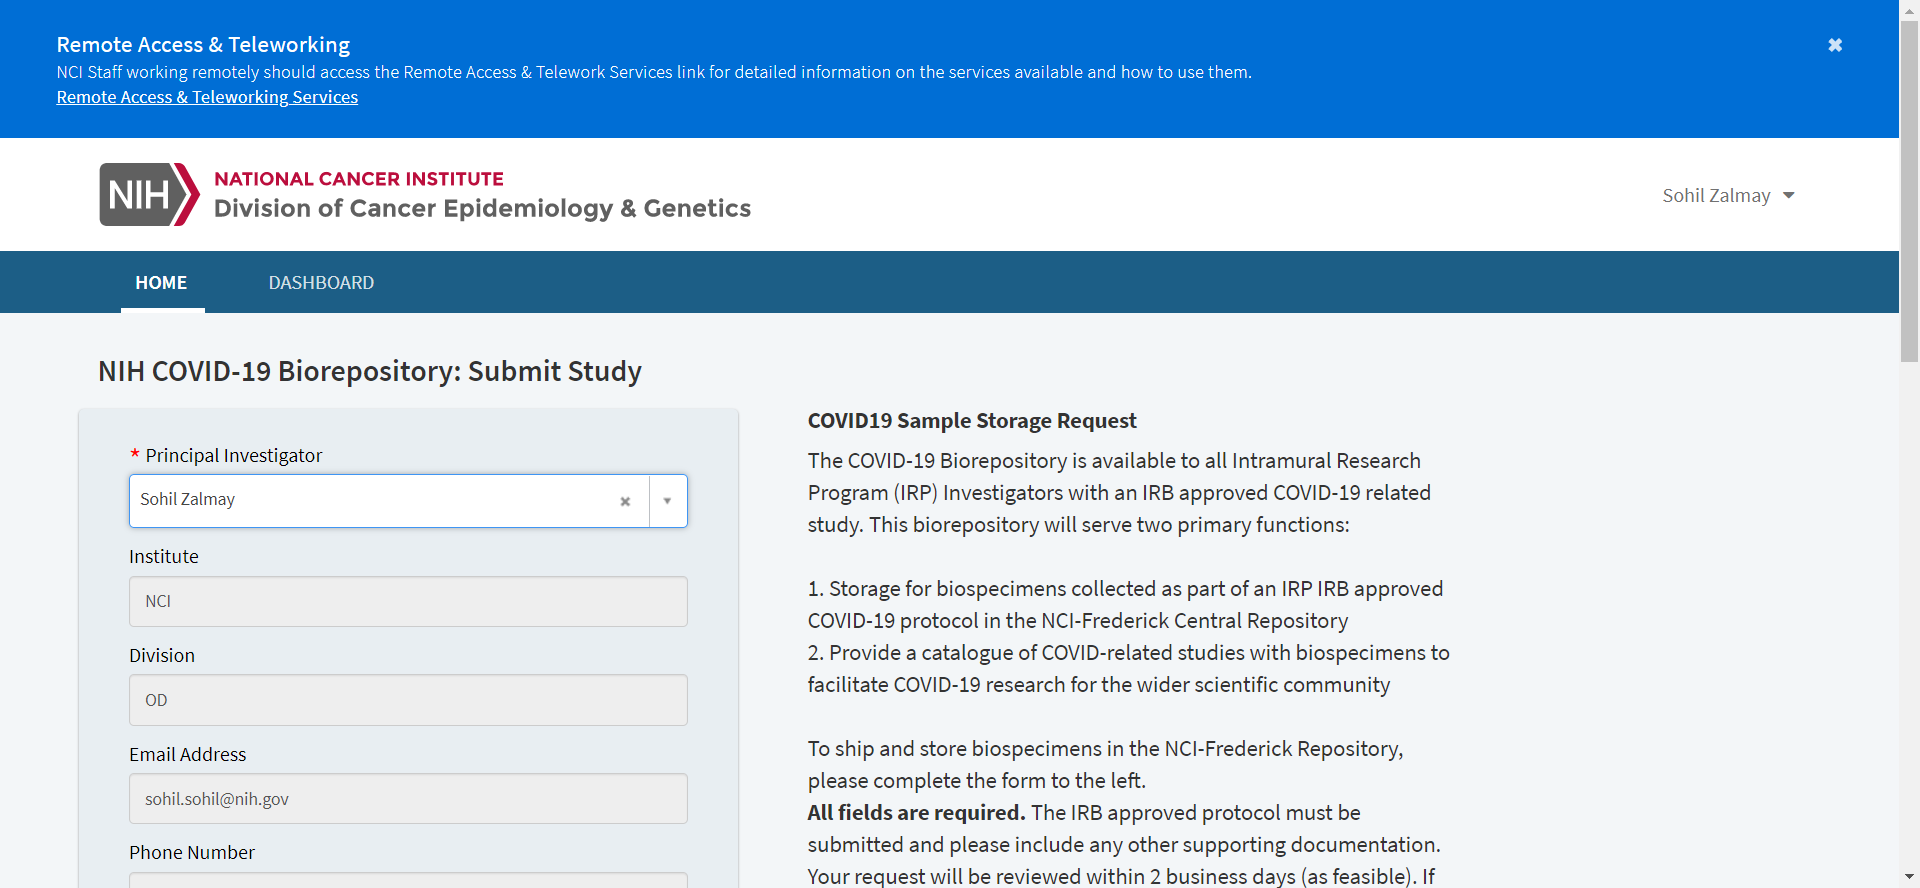 Remote Access & Teleworking
NCI Staff working remotely should access the Remote Access & Telework Services link for detailed information on the services available and how to use them.
Remote Access & Teleworking Services
NIH
NATIONAL CANCER INSTITUTE
Division of Cancer Epidemiology & Genetics
Sohil Zalmay
HOME
DASHBOARD
NIH COVID-19 Biorepository: Submit Study
* Principal Investigator
Sohil Zalmay
Institute
NCI
Division
OD
Email Address
sohil.sohil@nih.gov
Phone Number
COVID19 Sample Storage Request
The COVID-19 Biorepository is available to all Intramural Research
Program (IRP) Investigators with an IRB approved COVID-19 related
study. This biorepository will serve two primary functions:
1. Storage for biospecimens collected as part of an IRP IRB approved
COVID-19 protocol in the NCI-Frederick Central Repository
2. Provide a catalogue of COVID-related studies with biospecimens to
facilitate COVID-19 research for the wider scientific community
To ship and store biospecimens in the NCI-Frederick Repository,
please complete the form to the left.
All fields are required. The IRB approved protocol must be
submitted and please include any other supporting documentation.
Your request will be reviewed within 2 business days (as feasible). If